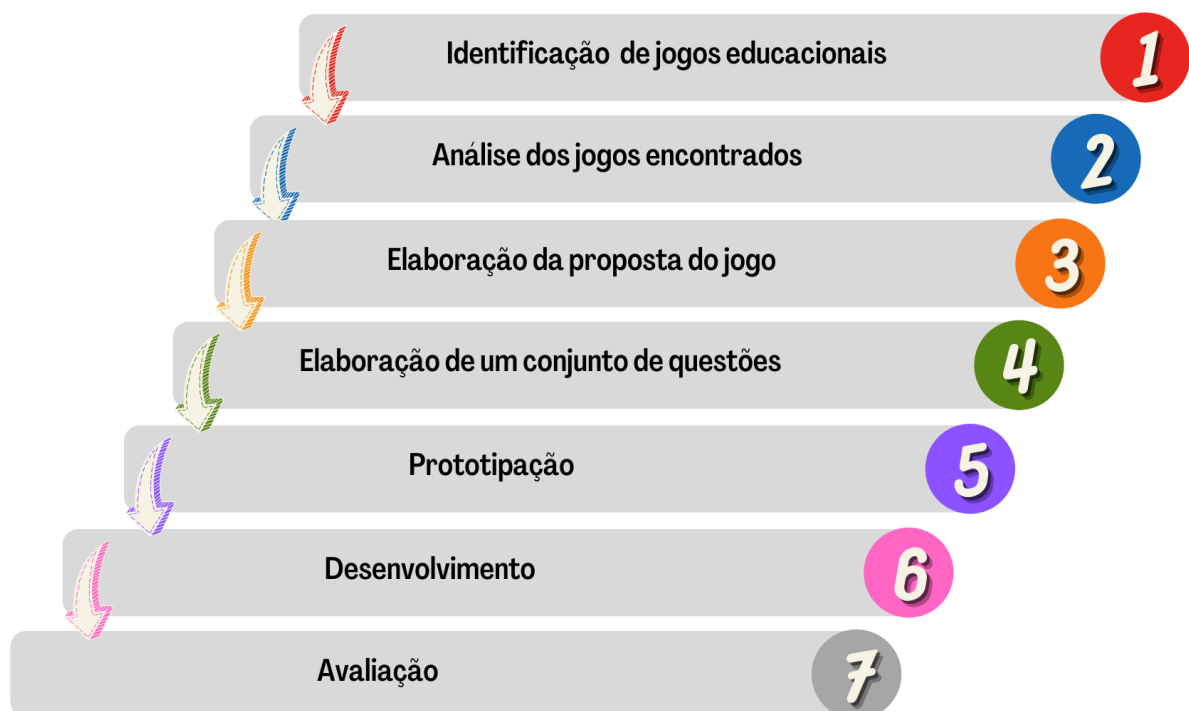 Identificação de jogos educacionais 1
Análise dos jogos encontrados 2
Elaboração da proposta do jogo 3
Elaboração de um conjunto de questões 4
Prototipação 5
Desenvolvimento 6
Avaliação 7